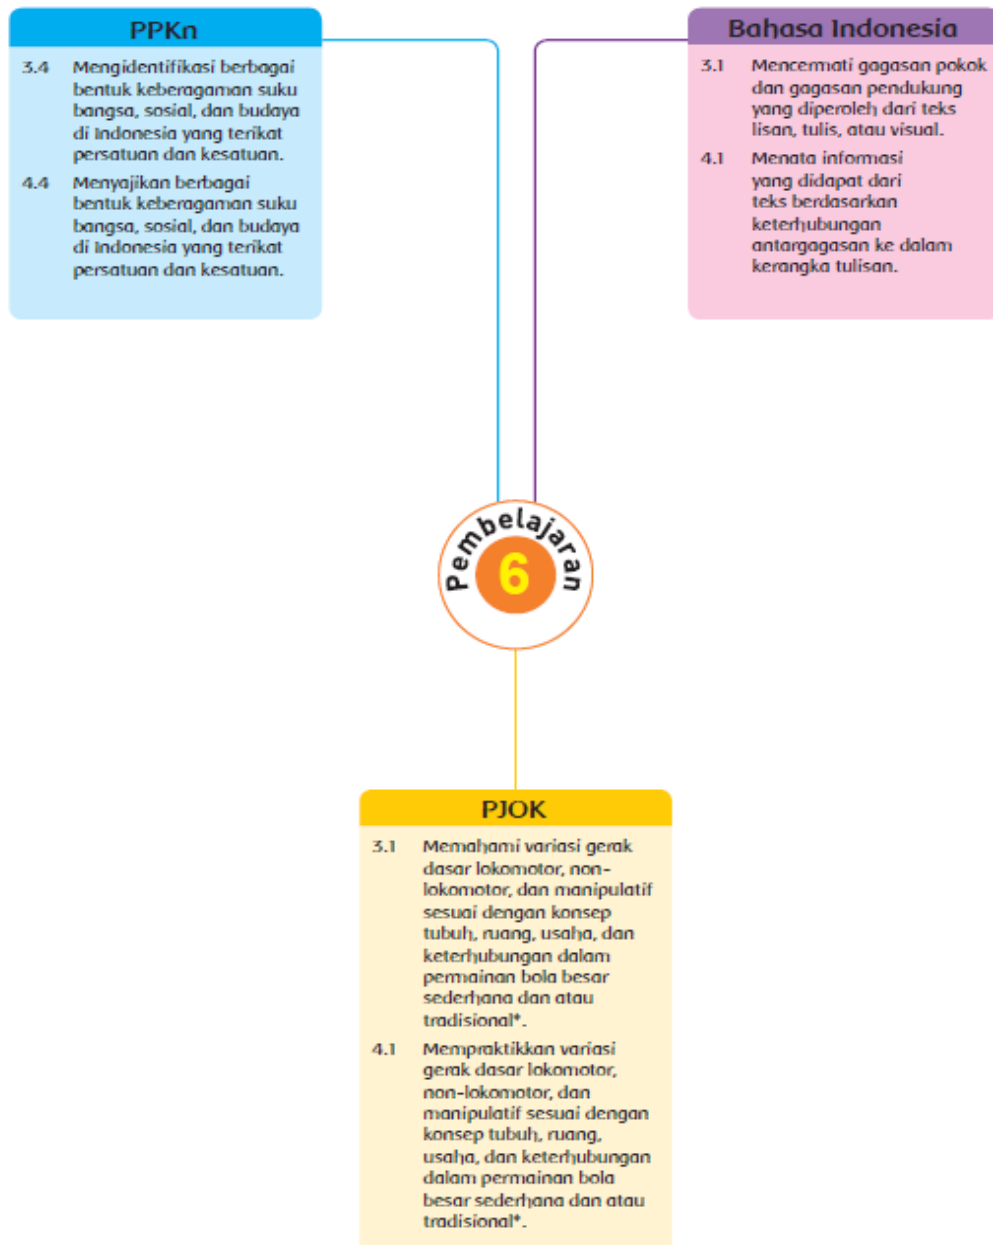 PPKn
3.4 Mengidentifikasi berbagai
bentuk keberagaman suku
bangsa, sosial, dan budaya
di Indonesia yang terikat
persatuan dan kesatuan.
4.4 Menyajikan berbagai
bentuk keberagaman suku
bangsa, sosial, dan budaya
di Indonesia yang terikat
persatuan dan kesatuan.
Bahasa Indonesia
3.1 Mencermati gagasan pokok
dan gagasan pendukung
yang diperoleh dari teks
lisan, tulis, atau visual.
4.1 Menata informasi
yang didapat dari
teks berdasarkan
keterhubungan
antargagasan ke dalam
kerangka tulisan.
Pembelajaran
6
PJOK
3.1 Memahami variasi gerak
dasar lokomotor, non-
lokomotor, dan manipulatif
sesuai dengan konsep
tubuh, ruang, usaha, dan
keterhubungan dalam
permainan bola besar
sederhana dan atau
tradisional*.
4.1 Mempraktikkan variasi
gerak dasar lokomotor,
non-lokomotor, dan
manipulatif sesuai dengan
konsep tubuh, ruang,
usaha, dan keterhubungan
dalam permainan bola
besar sederhana dan atau
tradisional*.